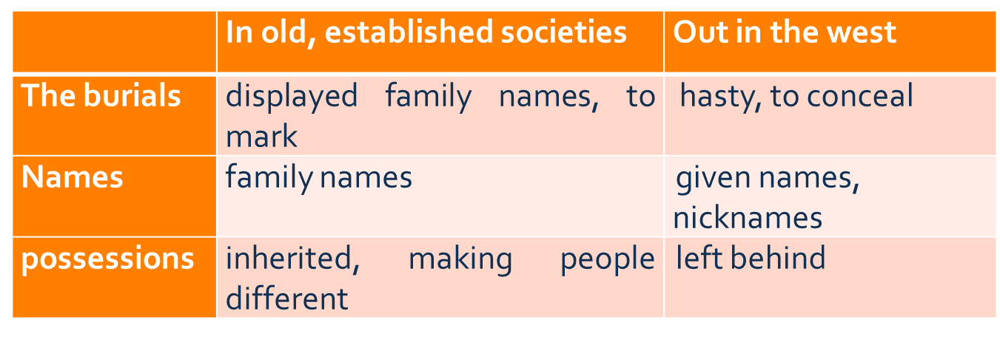 In old, established societies Out in the west
The burials displayed family names, to hasty, to conceal
mark
Names family names given names,
nicknames
possessions inherited, making people left behind
different